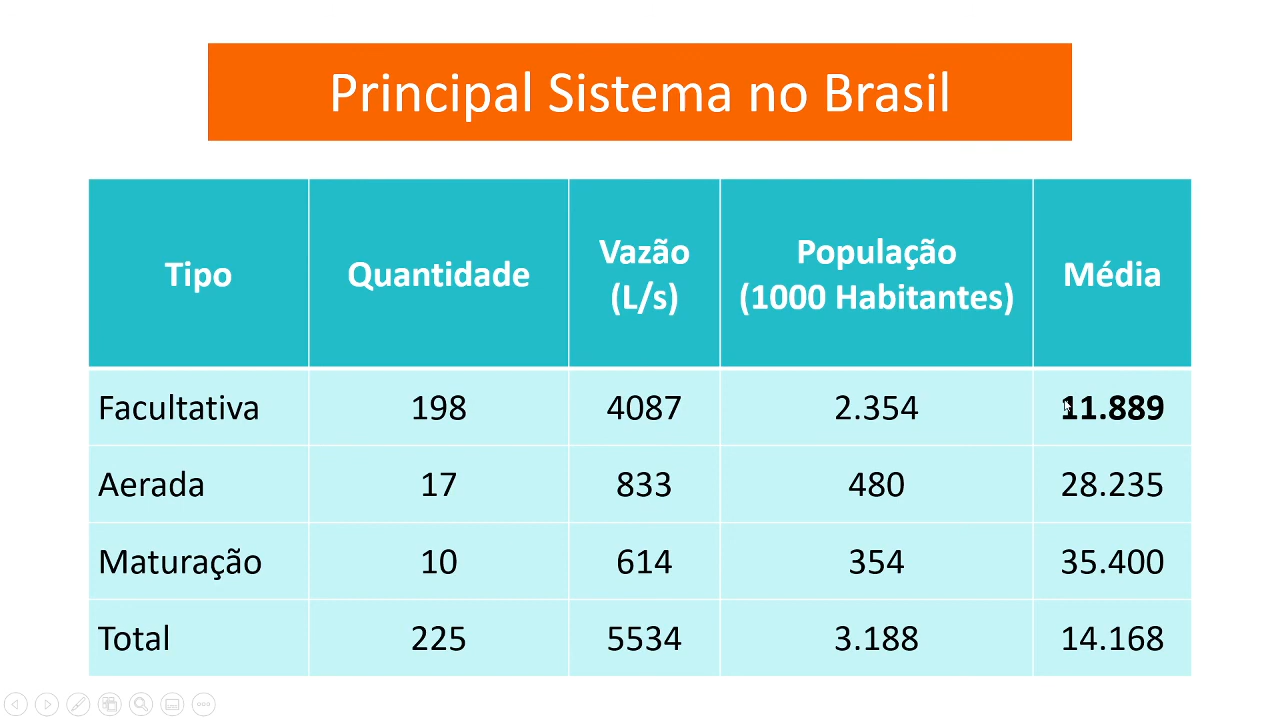 Principal Sistema no Brasil
Tipo Quantidade Vazão (L/s) População (1000 Habitantes) Média
Facultativa 198 4087 2.354 11.889
Aerada 17 833 480 28.235
Maturação 10 614 354 35.400
Total 225 5534 3.188 14.168